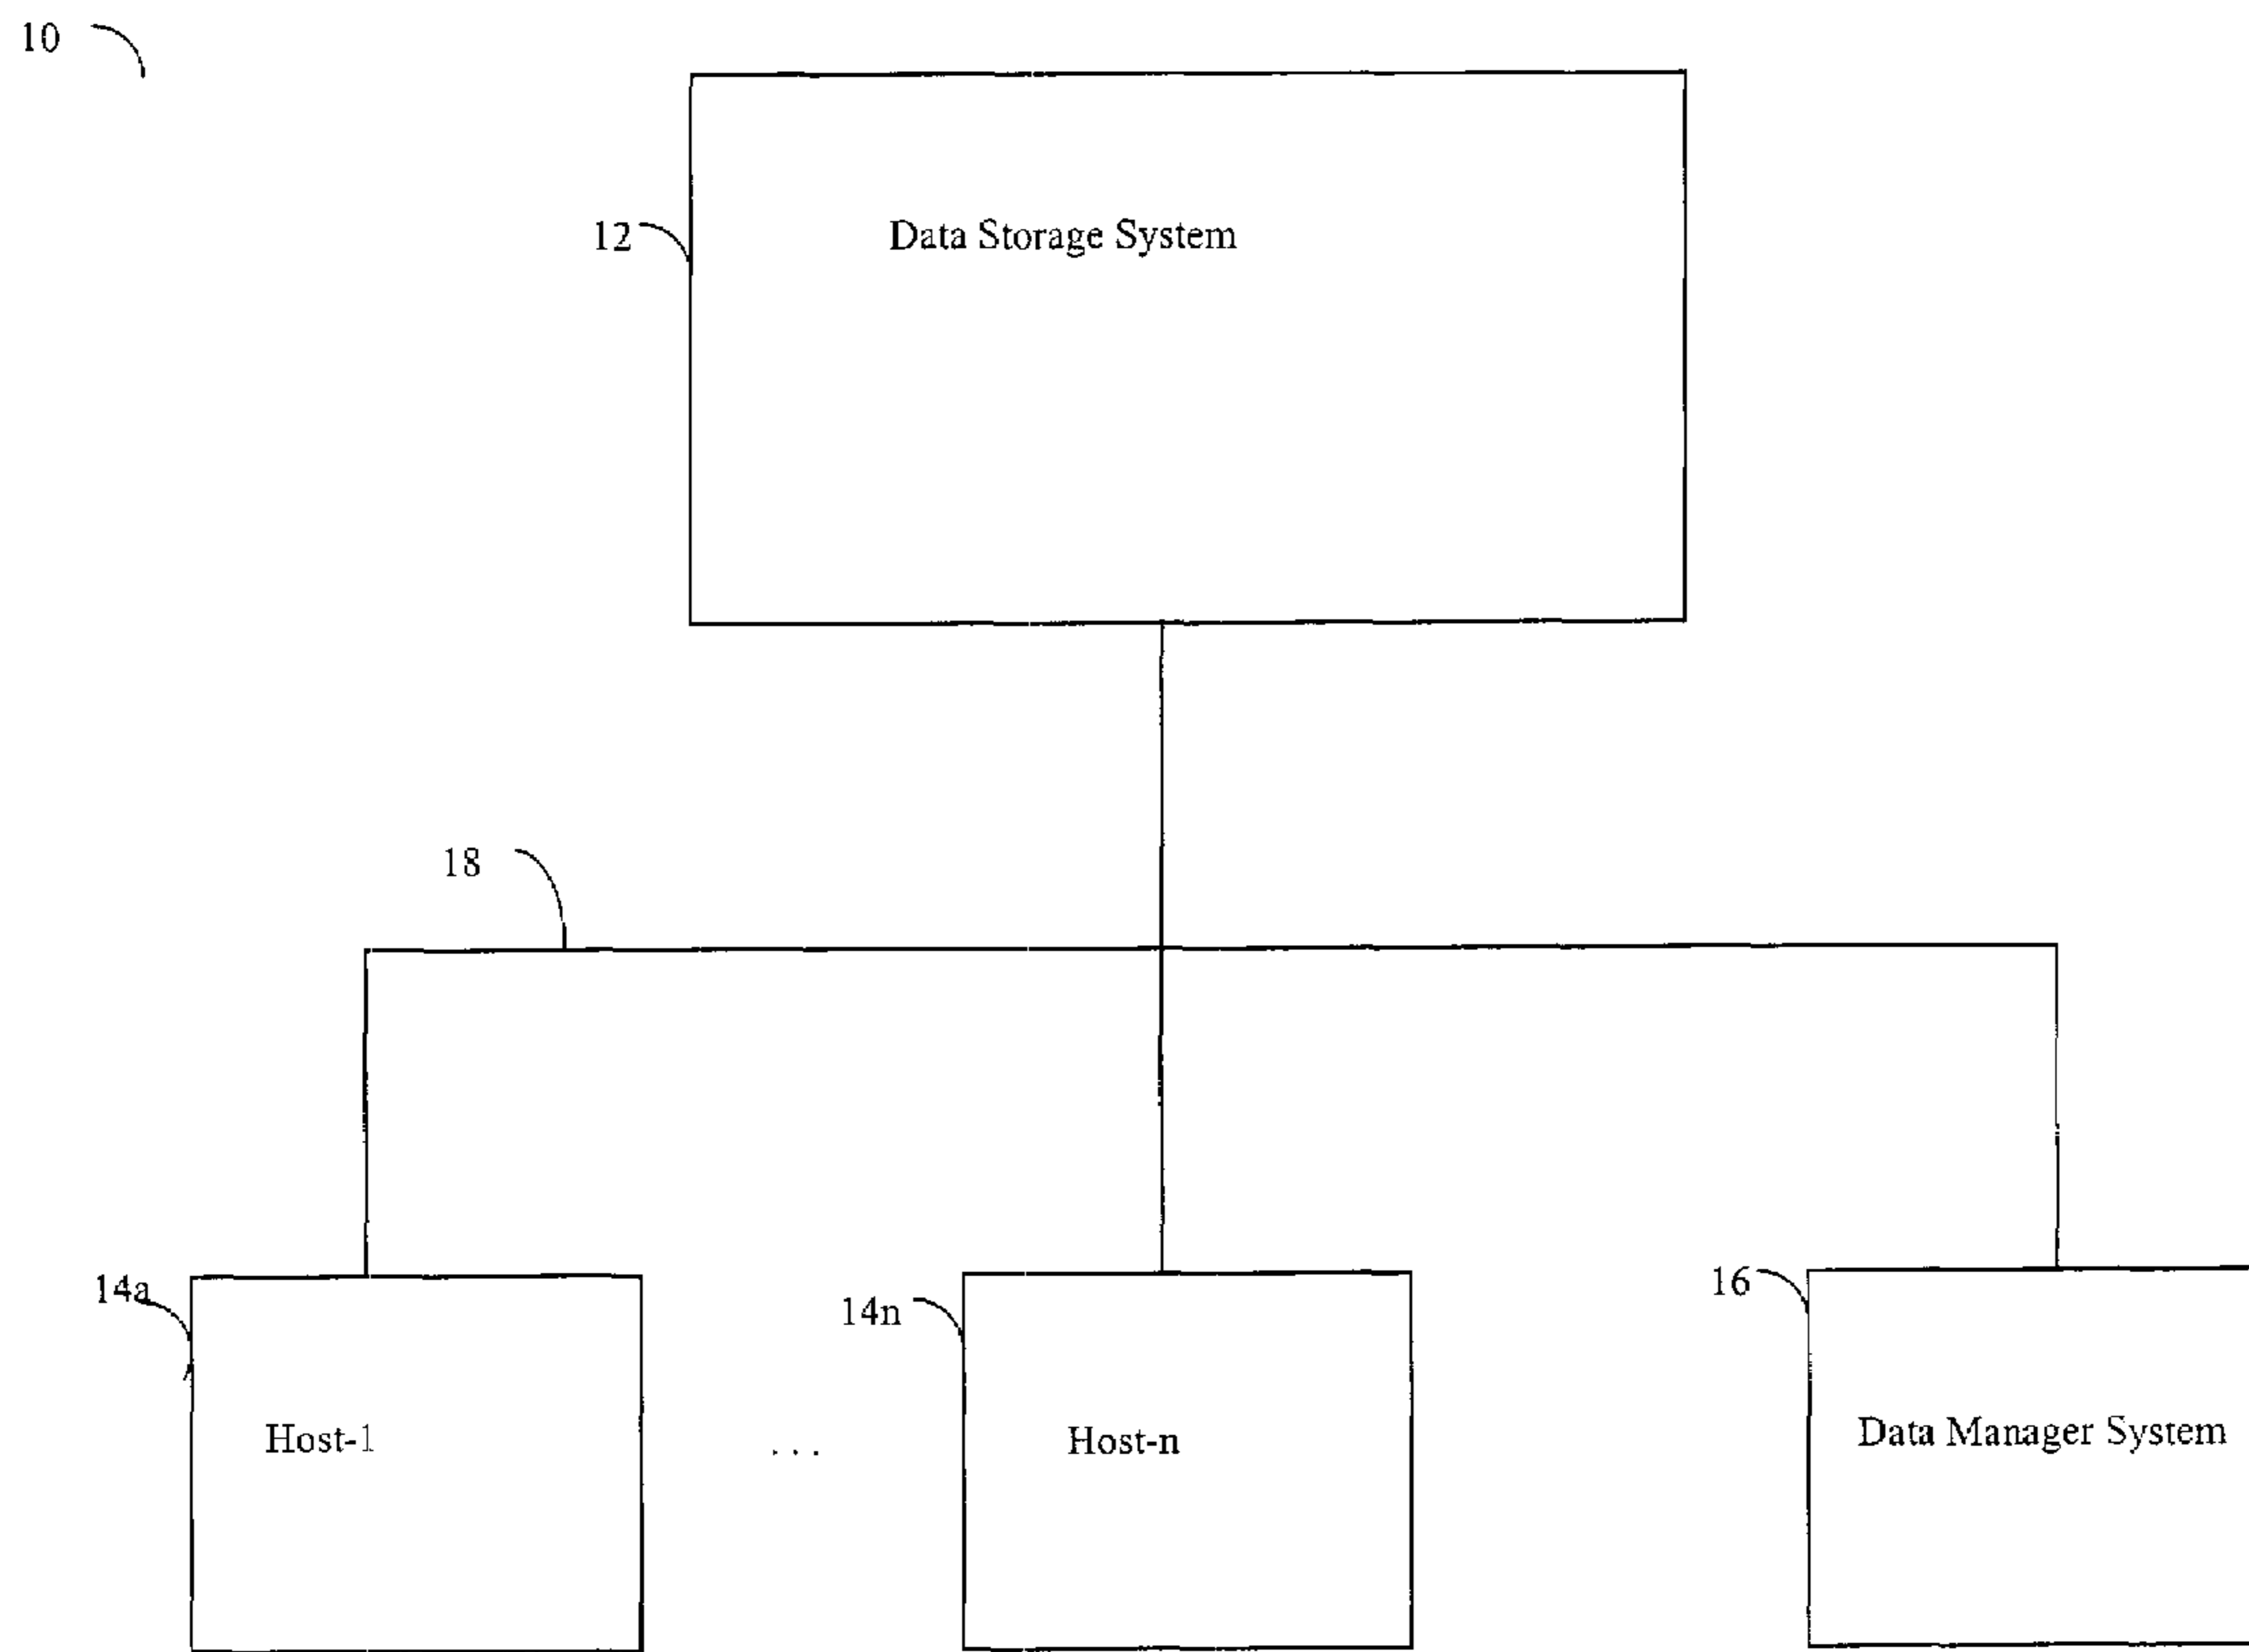 10
12
Data Storage System
18
14a
14n
16
Host-1
...
Host-n
Data Manager System